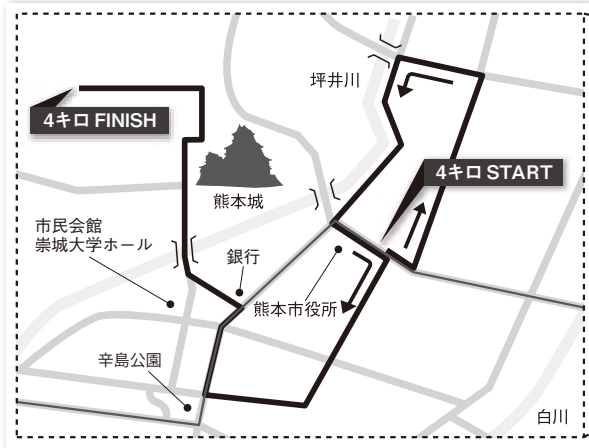 坪井川
4キロ FINISH
4キロ START
熊本城
市民会館
崇城大学ホール
銀行
熊本市役所
辛島公園
白川